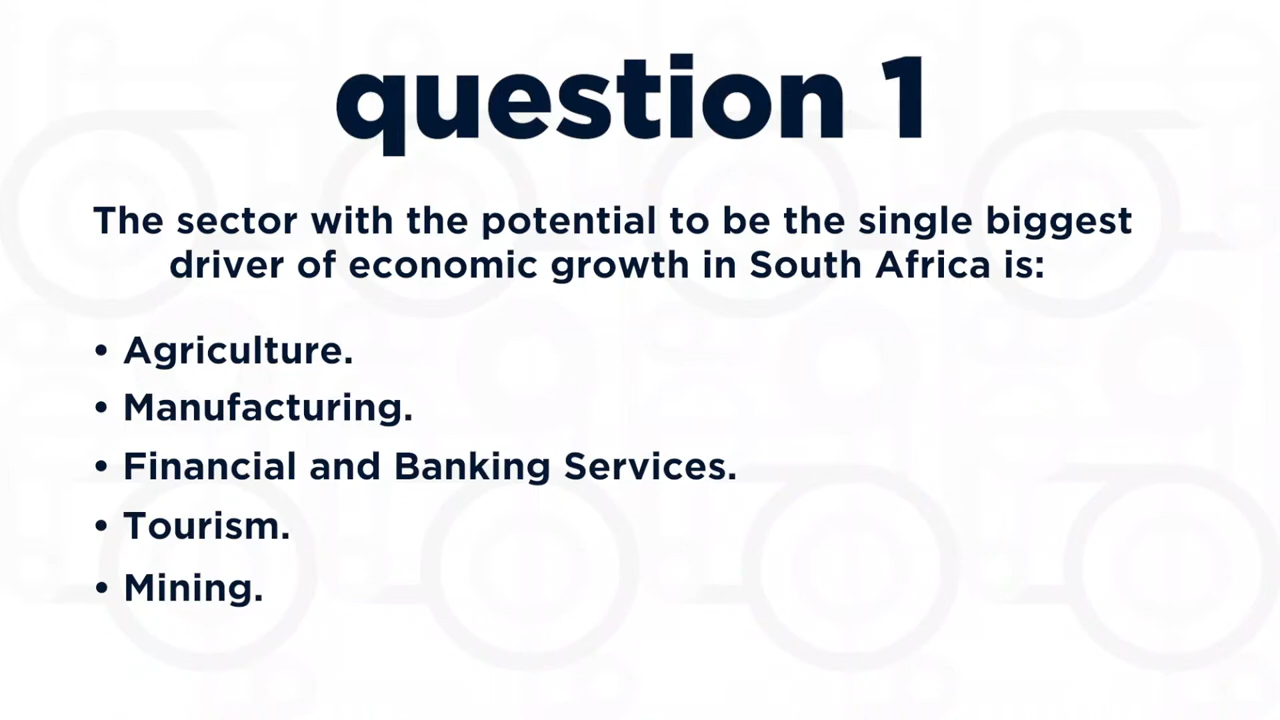 question 1
The sector with the potential to be the single biggest
driver of economic growth in South Africa is:
• Agriculture.
• Manufacturing.
• Financial and Banking Services.
• Tourism.
• Mining.